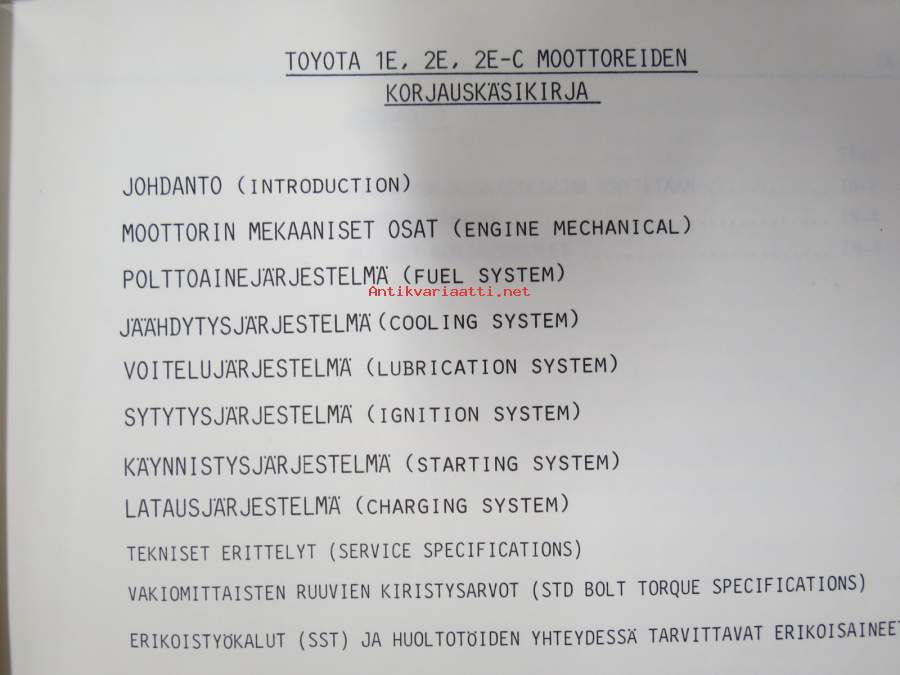 TOYOTA 1E, 2E, 2E-C MOOTTOREIDEN
KORJAUSKÄSIKIRJA
JOHDANTO (INTRODUCTION)
MOOTTORIN MEKAANISET OSAT (ENGINE MECHANICAL)
POLTTOAINEJÄRJESTELMÄ (FUEL SYSTEM)
Antikvariaatti.net
JÄÄHDYTYSJÄRJESTELMÄ (COOLING SYSTEM)
VOITELUJÄRJESTELMÄ (LUBRICATION SYSTEM)
SYTYTYSJÄRJESTELMÄ (IGNITION SYSTEM)
KÄYNNISTYSJÄRJESTELMÄ (STARTING SYSTEM)
LATAUSJÄRJESTELMÄ (CHARGING SYSTEM)
TEKNISET ERITTELYT (SERVICE SPECIFICATIONS)
VAKIOMITTAISTEN RUUVIEN KIRISTYSARVOT (STD BOLT TORQUE SPECIFICATIONS)
ERIKOISTYÖKALUT (SST) JA HUOLTOTÖIDEN YHTEYDESSÄ TARVITTAVAT ERIKOISAINEET